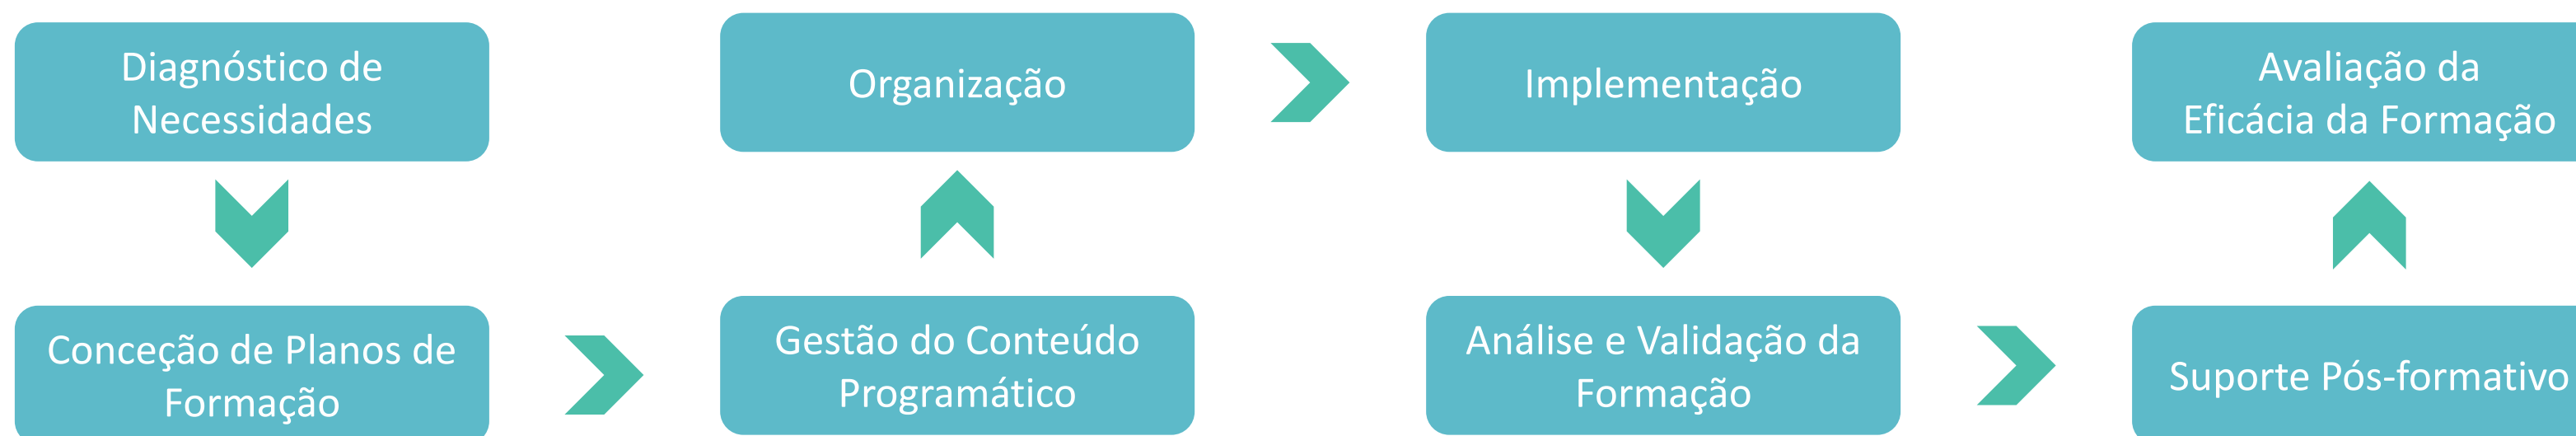 Diagnóstico de
Necessidades
Conceção de Planos de
Formação
Gestão do Conteúdo
Programático
Organização
Implementação
Análise e Validação da
Formação
Suporte Pós-formativo
Avaliação da
Eficácia da Formação